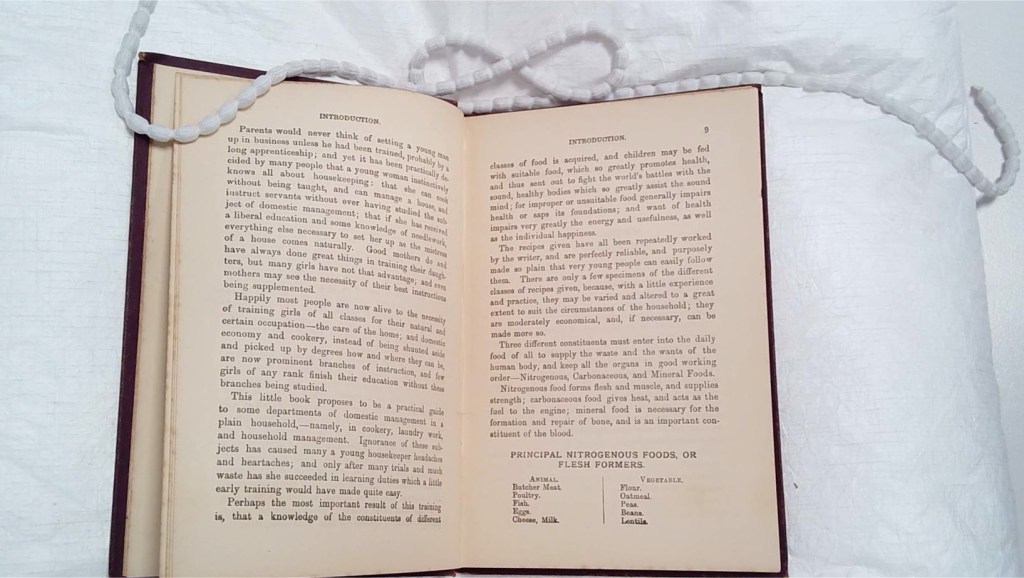 INTRODUCTION.
Parents would never think of setting a young man
up in business unless he had been trained, probably by a
long apprenticeship; and yet it has been practically de-
cided by many people that a young woman instinctively
knows all about housekeeping: that she can cook
without being taught, and can manage a house, and
instruct servants without ever having studied the sub-
ject of domestic management; that if she has received
a liberal education and some knowledge of needlework,
everything else necessary to set her up as the mistress
of a house comes naturally. Good mothers do and
have always done great things in training their daugh-
ters, but many girls have not that advantage; and even
mothers may see the necessity of their best instructions
being supplemented.
Happily most people are now alive to the necessity
of training girls of all classes for their natural and
certain occupation—the care of the home; and domestic
economy and cookery, instead of being shunted aside
and picked up by degrees how and where they can be,
are now prominent branches of instruction, and few
girls of any rank finish their education without these
branches being studied.
This little book proposes to be a practical guide
to some departments of domestic management in a
plain household,—namely, in cookery, laundry work,
and household management. Ignorance of these sub-
jects has caused many a young housekeeper headaches
and heartaches; and only after many trials and much
waste has she succeeded in learning duties which a little
early training would have made quite easy.
Perhaps the most important result of this training
is, that a knowledge of the constituents of different
INTRODUCTION. 9
classes of food is acquired, and children may be fed
with suitable food, which so greatly promotes health,
and thus sent out to fight the world's battles with the
sound, healthy bodies which so greatly assist the sound
mind; for improper or unsuitable food generally impairs
health or saps its foundations; and want of health
impairs very greatly the energy and usefulness, as well
as the individual happiness.
The recipes given have all been repeatedly worked
by the writer, and are perfectly reliable, and purposely
made so plain that very young people can easily follow
them. There are only a few specimens of the different
classes of recipes given, because, with a little experience
and practice, they may be varied and altered to a great
extent to suit the circumstances of the household; they
are moderately economical, and, if necessary, can be
made more so.
Three different constituents must enter into the daily
food of all to supply the waste and the wants of the
human body, and keep all the organs in good working
order—Nitrogenous, Carbonaceous, and Mineral Foods.
Nitrogenous food forms flesh and muscle, and supplies
strength; carbonaceous food gives heat, and acts as the
fuel to the engine; mineral food is necessary for the
formation and repair of bone, and is an important con-
stituent of the blood.
PRINCIPAL NITROGENOUS FOODS, OR
FLESH FORMERS.
ANIMAL.
Butcher Meat.
Poultry.
Fish.
Eggs.
Cheese, Milk.
VEGETABLE.
Flour.
Oatmeal.
Peas.
Beans.
Lentils.